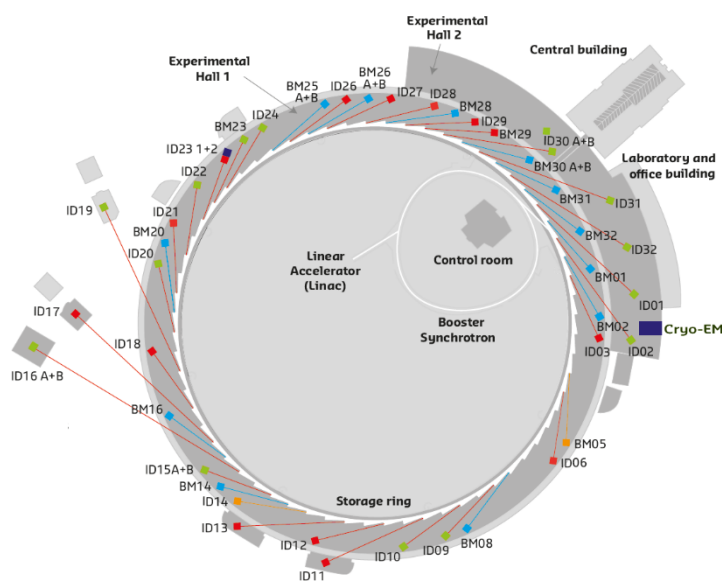 Experimental
Hall 2
Central building
Experimental
Hall 1
BM25
A+B
ID26
BM26
A+B
ID27
ID28
BM28
ID29
BM29
ID30 A+B
BM30 A+B
Laboratory and
office building
ID24
BM23
ID23 1+2
ID22
ID21
BM20
ID20
ID19
ID17
ID16 A+B
ID18
BM16
ID15A+B
BM14
ID14
ID13
ID12
ID11
ID10
ID09
BM08
ID06
BM05
ID03
ID02
BM02
Cryo-EM
ID01
BM01
ID32
BM32
ID31
BM31
Linear
Accelerator
(Linac)
Control room
Booster
Synchrotron
Storage ring